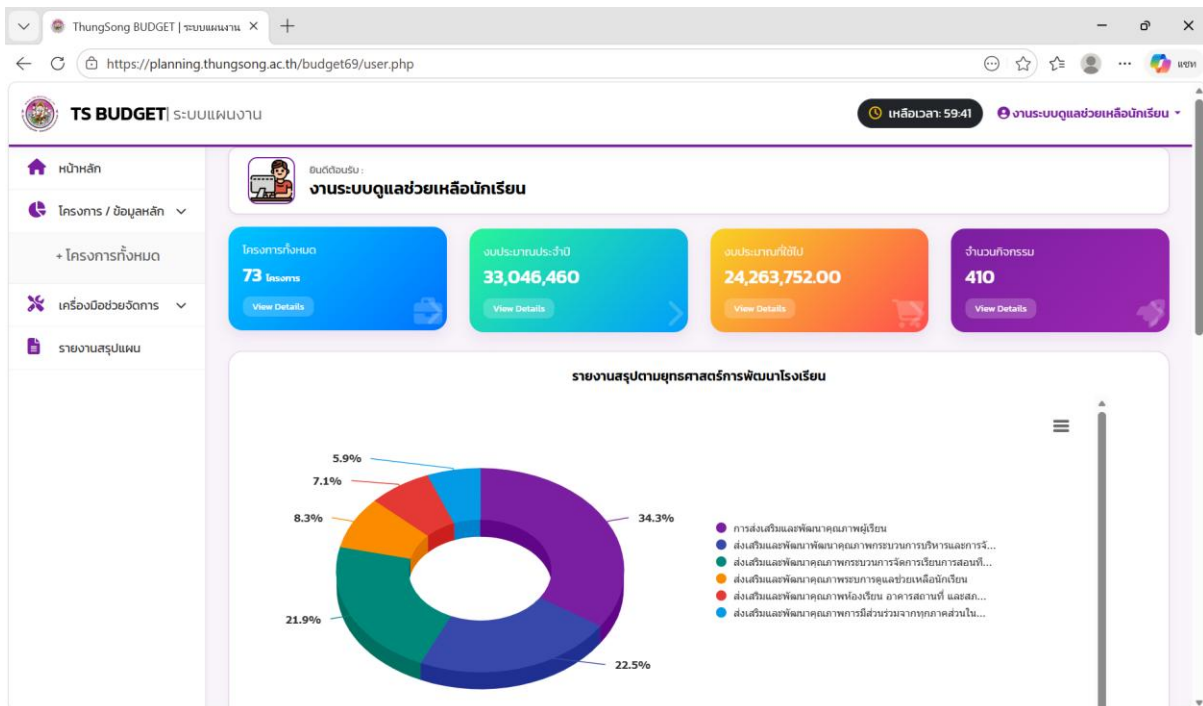 ThungSong BUDGET | ระบบแผนงาน
https://planning.thungsong.ac.th/budget69/user.php
แชท
TS BUDGET| ระบบแผนงาน
เหลือเวลา: 59:41
งานระบบดูแลช่วยเหลือนักเรียน
หน้าหลัก
โครงการ / ข้อมูลหลัก
+ โครงการทั้งหมด
เครื่องมือช่วยจัดการ
รายงานสรุปแผน
ยินดีต้อนรับ :
งานระบบดูแลช่วยเหลือนักเรียน
โครงการทั้งหมด
73 โครงการ
View Details
งบประมาณประจำปี
33,046,460
View Details
งบประมาณที่ใช้ไป
24,263,752.00
View Details
จำนวนกิจกรรม
410
View Details
รายงานสรุปตามยุทธศาสตร์การพัฒนาโรงเรียน
5.9%
7.1%
8.3%
34.3%
21.9%
22.5%
การส่งเสริมและพัฒนาคุณภาพผู้เรียน
ส่งเสริมและพัฒนาพัฒนาคุณภาพกระบวนการบริหารและการจั...
ส่งเสริมและพัฒนาคุณภาพกระบวนการจัดการเรียนการสอนที่...
ส่งเสริมและพัฒนาคุณภาพระบบการดูแลช่วยเหลือนักเรียน
ส่งเสริมและพัฒนาคุณภาพห้องเรียน อาคารสถานที่ และสภ...
ส่งเสริมและพัฒนาคุณภาพการมีส่วนร่วมจากทุกภาคส่วนใน...